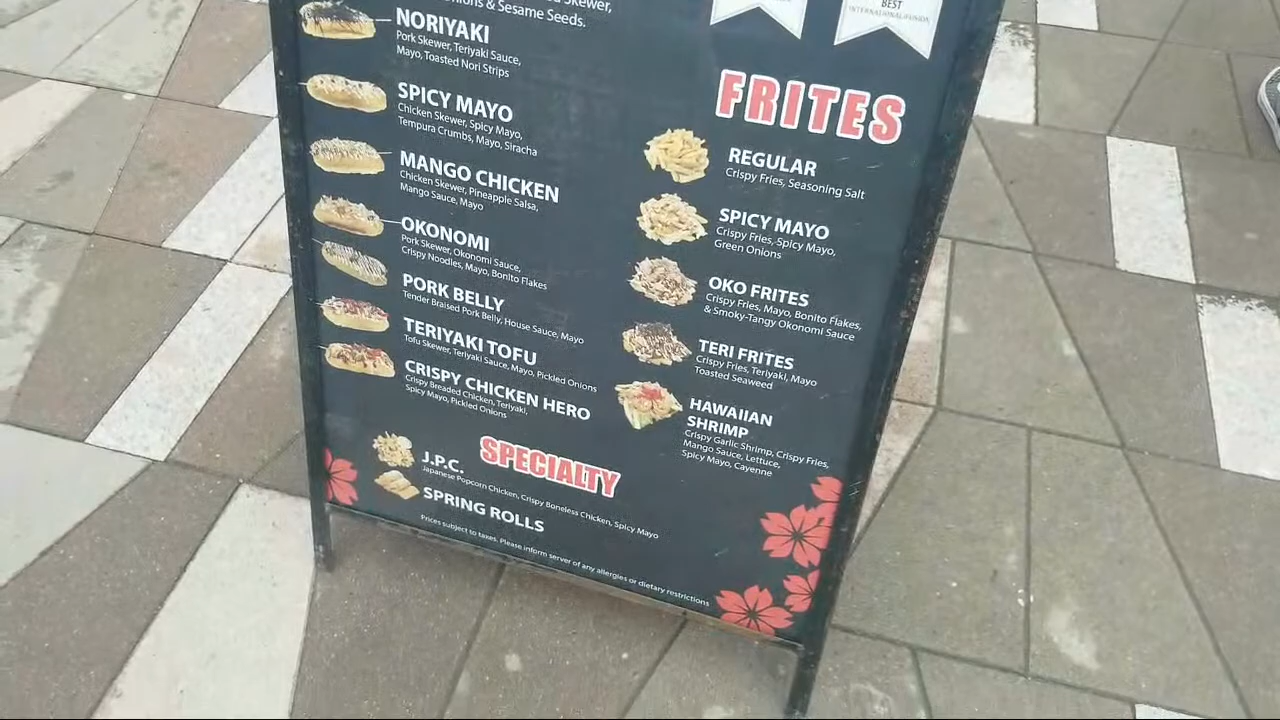 Skewer,
& Sesame Seeds.
NORIYAKI
Pork Skewer, Teriyaki Sauce,
Mayo, Toasted Nori Strips
SPICY MAYO
Chicken Skewer, Spicy Mayo,
Tempura Crumbs, Mayo, Siracha
MANGO CHICKEN
Chicken Skewer, Pineapple Salsa,
Mango Sauce, Mayo
OKONOMI
Pork Skewer, Okonomi Sauce,
Crispy Noodles, Mayo, Bonito Flakes
PORK BELLY
Tender Braised Pork Belly, House Sauce, Mayo
TERIYAKI TOFU
Tofu Skewer, Teriyaki Sauce, Mayo, Pickled Onions
CRISPY CHICKEN HERO
Crispy Breaded Chicken, Teriyaki,
Spicy Mayo, Pickled Onions
SPECIALTY
J.P.C.
Japanese Popcorn Chicken, Crispy Boneless Chicken, Spicy Mayo
SPRING ROLLS
Prices subject to taxes. Please inform server of any allergies or dietary restrictions
BEST
INTERNATIONAL/FUSION
FRITES
REGULAR
Crispy Fries, Seasoning Salt
SPICY MAYO
Crispy Fries, Spicy Mayo,
Green Onions
OKO FRITES
Crispy Fries, Mayo, Bonito Flakes,
& Smoky-Tangy Okonomi Sauce
TERI FRITES
Crispy Fries, Teriyaki, Mayo
Toasted Seaweed
HAWAIIAN
SHRIMP
Crispy Garlic Shrimp, Crispy Fries,
Mango Sauce, Lettuce,
Spicy Mayo, Cayenne